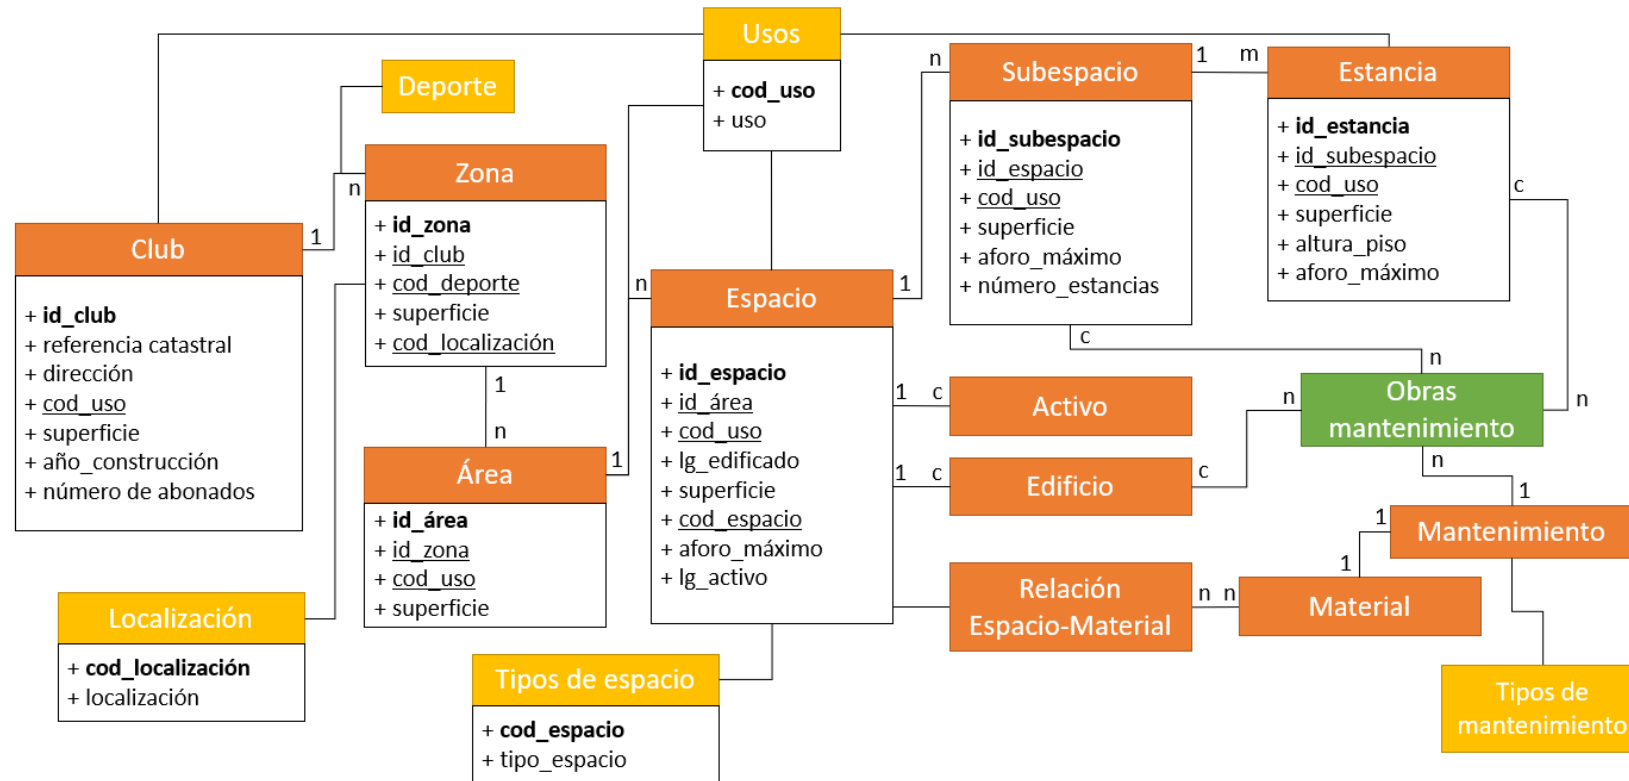 Usos
+ cod_uso
+ uso
Deporte
Zona
+ id_zona
+ id_club
+ cod_deporte
+ superficie
+ cod_localización
n
1
Club
+ id_club
+ referencia catastral
+ dirección
+ cod_uso
+ superficie
+ año_construcción
+ número de abonados
1
n
Área
+ id_área
+ id_zona
+ cod_uso
+ superficie
1
n
Localización
+ cod_localización
+ localización
Espacio
+ id_espacio
+ id_área
+ cod_uso
+ lg_edificado
+ superficie
+ cod_espacio
+ aforo_máximo
+ lg_activo
Tipos de espacio
+ cod_espacio
+ tipo_espacio
1
n
Subespacio
+ id_subespacio
+ id_espacio
+ cod_uso
+ superficie
+ aforo_máximo
+ número_estancias
1
m
Estancia
+ id_estancia
+ id_subespacio
+ cod_uso
+ superficie
+ altura_piso
+ aforo_máximo
c
n
c
n
Obras
mantenimiento
1
c
Activo
1
c
Edificio
c
n
n
1
Mantenimiento
1
1
Relación
Espacio-Material
n
n
Material
Tipos de
mantenimiento